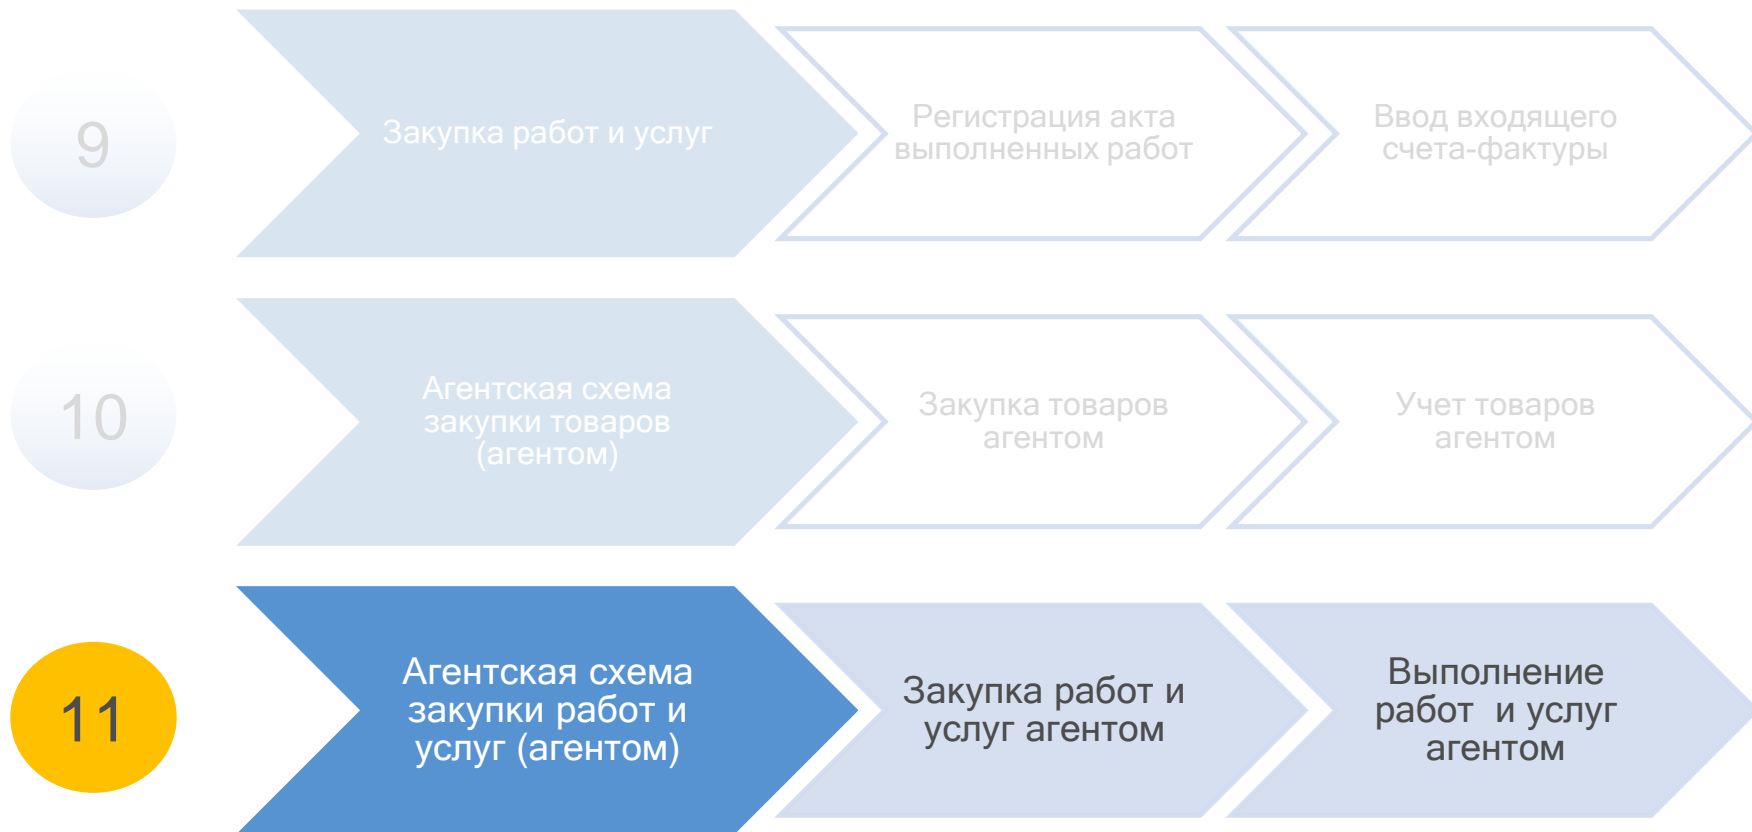 9
Закупка работ и услуг
Регистрация акта
выполненных работ
Ввод входящего
счета-фактуры
10
Агентская схема
закупки товаров
(агентом)
Закупка товаров
агентом
Учет товаров
агентом
11
Агентская схема
закупки работ и
услуг (агентом)
Закупка работ и
услуг агентом
Выполнение
работ  и услуг
агентом